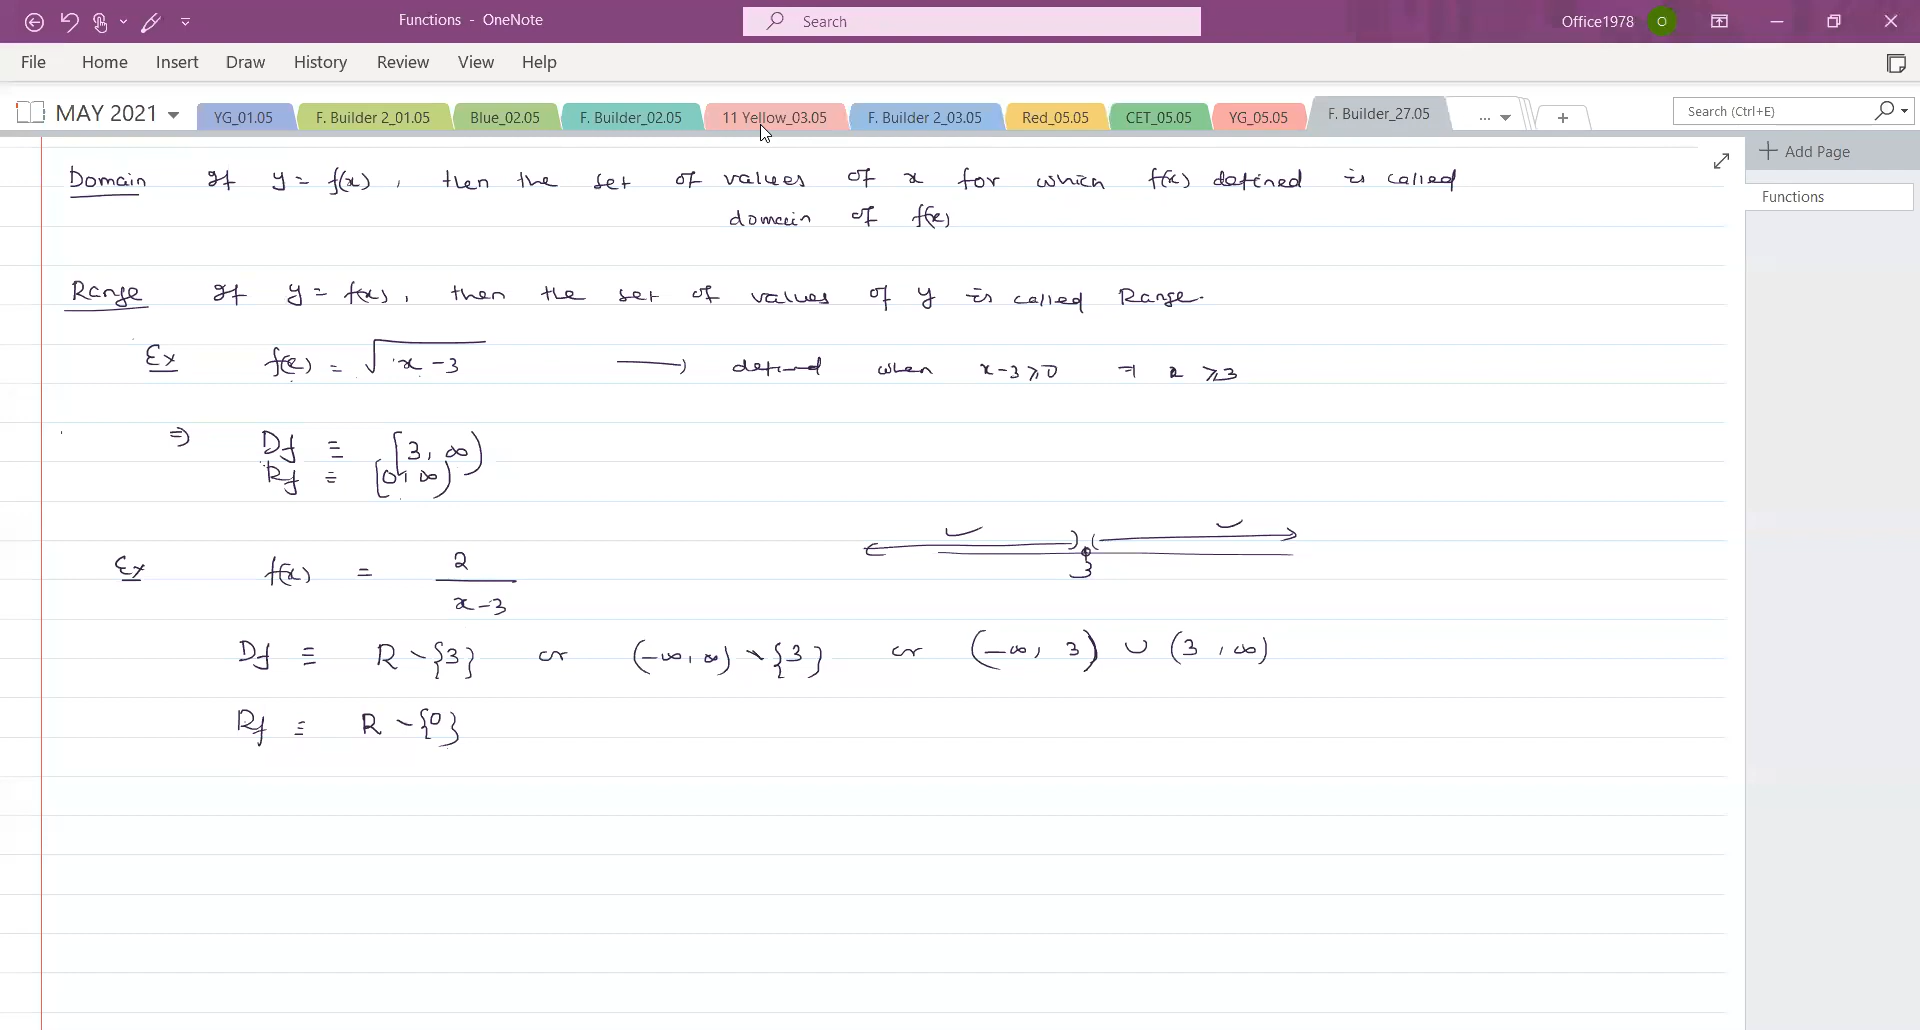 Functions - OneNote
Search
Office1978
O
File Home Insert Draw History Review View Help
MAY 2021
YG_01.05 F. Builder 2_01.05 Blue_02.05 F. Builder_02.05 11 Yellow_03.05 F. Builder 2_03.05 Red_05.05 CET_05.05 YG_05.05 F. Builder_27.05 ... +
Search (Ctrl+E)
Add Page
Functions
Domain If y = f(x), then the set of values of x for which f(x) defined is called
domain of f(x)
Range If y = f(x), then the set of values of y is called Range.
Ex f(x) = √(x-3) ⟶ defined when x-3 ≥ 0 ⇒ x ≥ 3
⇒ Df ≡ [3, ∞)
Rf ≡ [0, ∞)
3
Ex f(x) = 2/(x-3)
Df ≡ R ~ {3} or (-∞, ∞) ~ {3} or (-∞, 3) ∪ (3, ∞)
Rf ≡ R ~ {0}